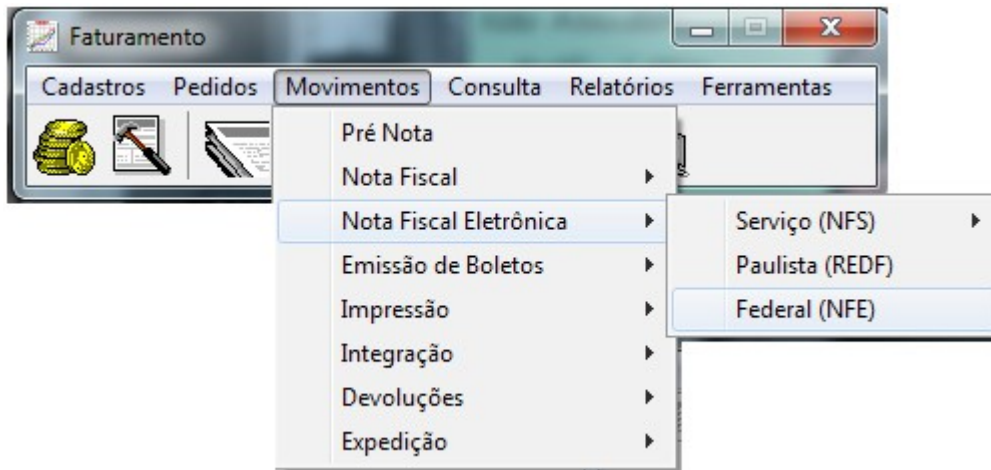 Faturamento
Cadastros Pedidos Movimentos Consulta Relatórios Ferramentas
Pré Nota
Nota Fiscal
Nota Fiscal Eletrônica
Emissão de Boletos
Impressão
Integração
Devoluções
Expedição
Serviço (NFS)
Paulista (REDF)
Federal (NFE)